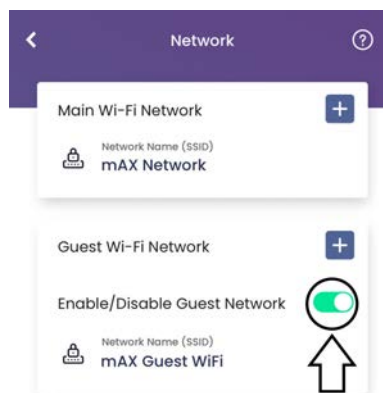 Network
Main Wi-Fi Network
Network Name (SSID)
mAX Network
Guest Wi-Fi Network
Enable/Disable Guest Network
Network Name (SSID)
mAX Guest WiFi